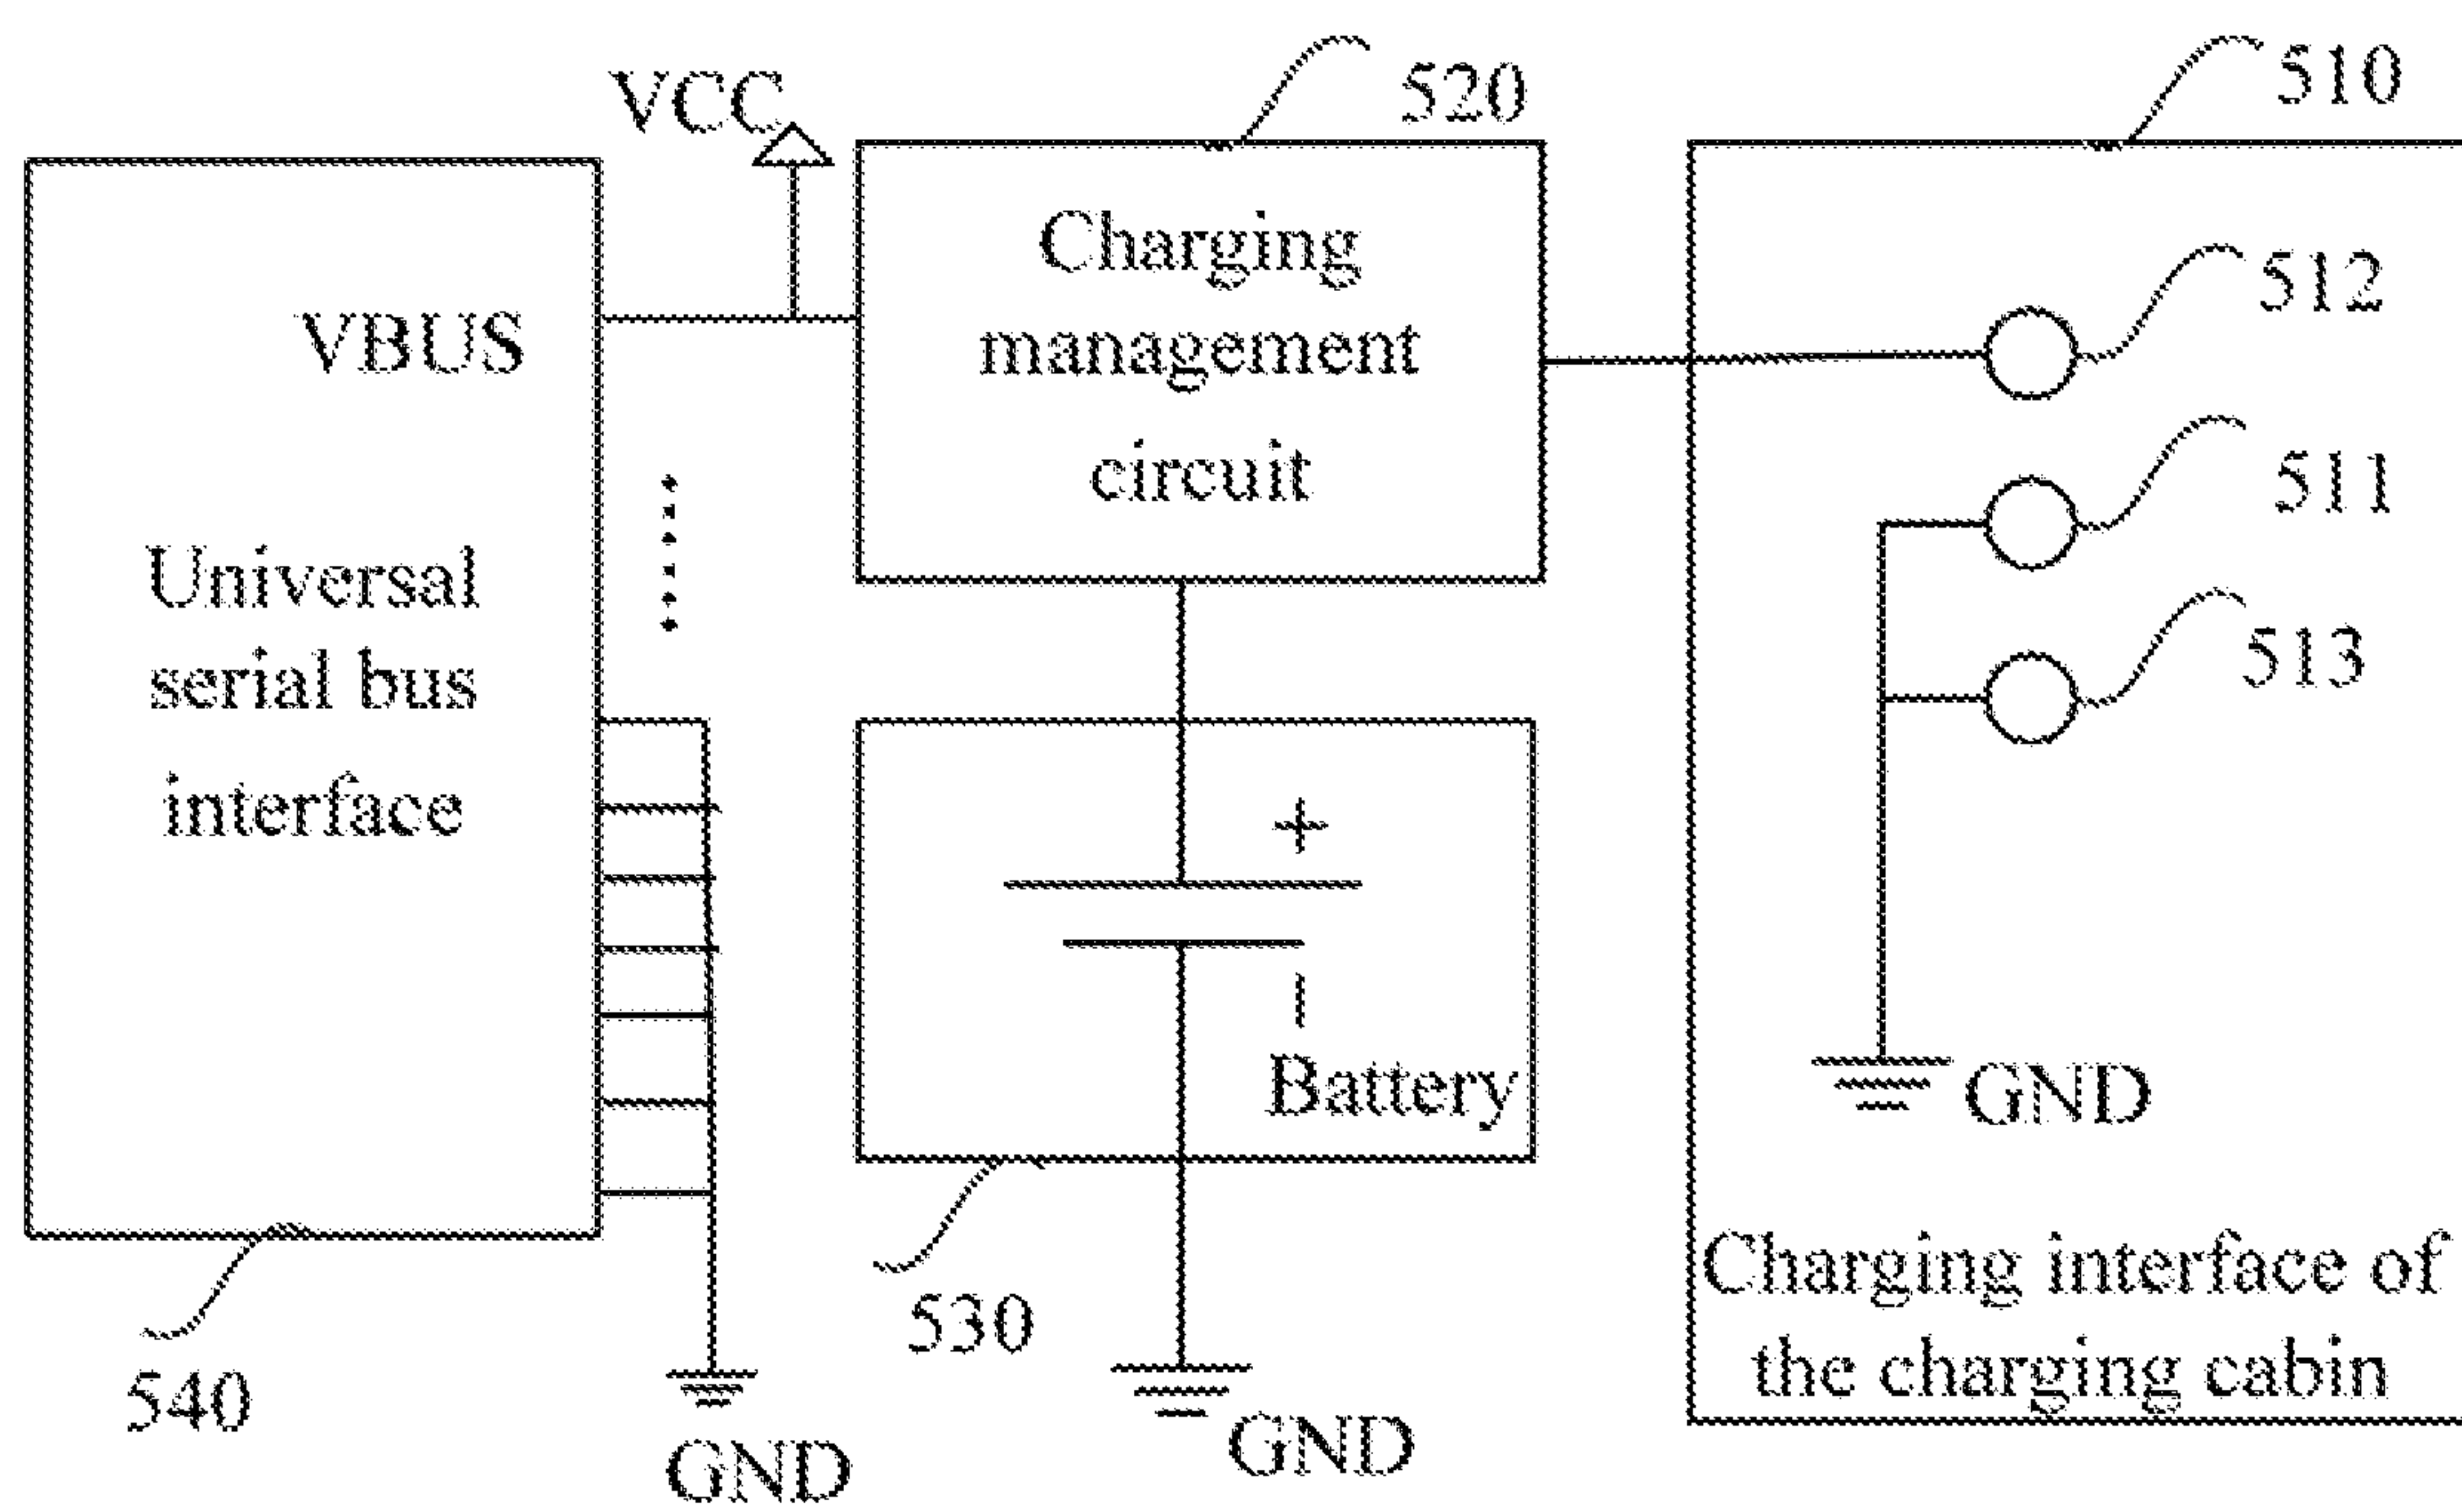 VCC
520
510
Charging
management
circuit
VBUS
512
511
513
Universal
serial bus
interface
+
−
Battery
GND
Charging interface of
the charging cabin
530
540
GND
GND